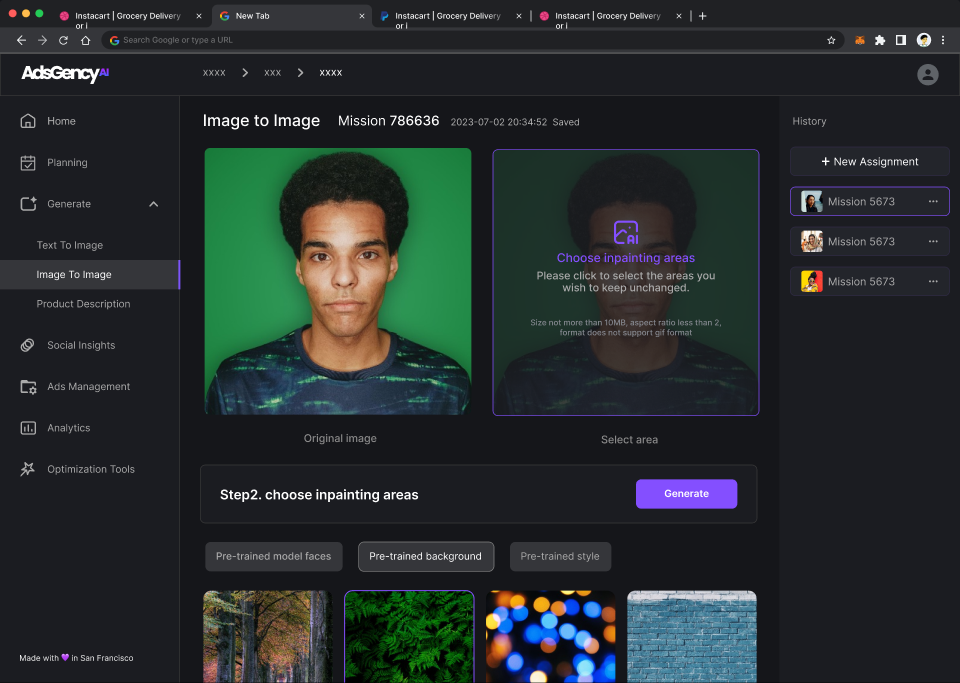 Instacart | Grocery Delivery or i
New Tab
Instacart | Grocery Delivery or i
Instacart | Grocery Delivery or i
Search Google or type a URL
AdsGency AI
xxxx
xxx
xxxx
Home
Planning
Generate
Text To Image
Image To Image
Product Description
Social Insights
Ads Management
Analytics
Optimization Tools
Made with 💜 in San Francisco
Image to Image
Mission 786636
2023-07-02 20:34:52 Saved
AI
Choose inpainting areas
Please click to select the areas you
wish to keep unchanged.
Size not more than 10MB, aspect ratio less than 2,
format does not support gif format
Original image
Select area
Step2. choose inpainting areas
Generate
Pre-trained model faces
Pre-trained background
Pre-trained style
History
+ New Assignment
Mission 5673
Mission 5673
Mission 5673